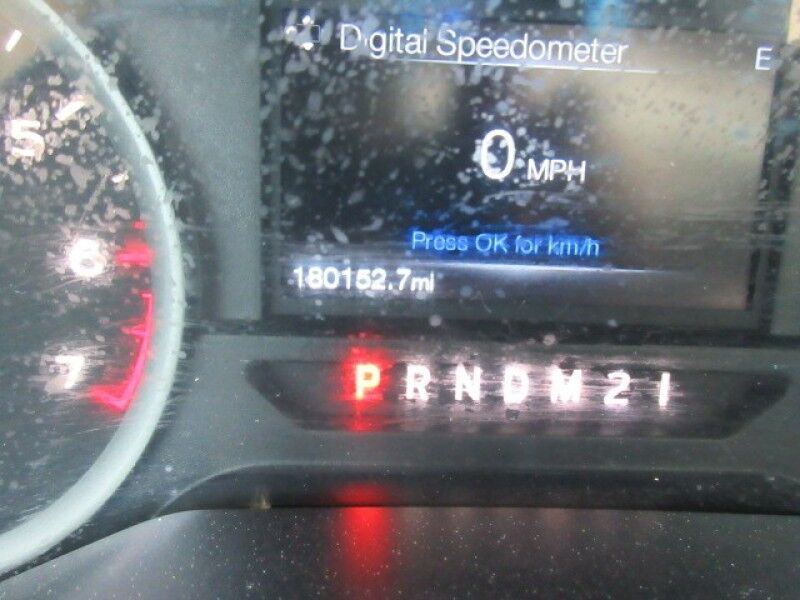 Digital Speedometer
E
0 MPH
Press OK for km/h
180152.7mi
5
6
7
P R N D M 2 1